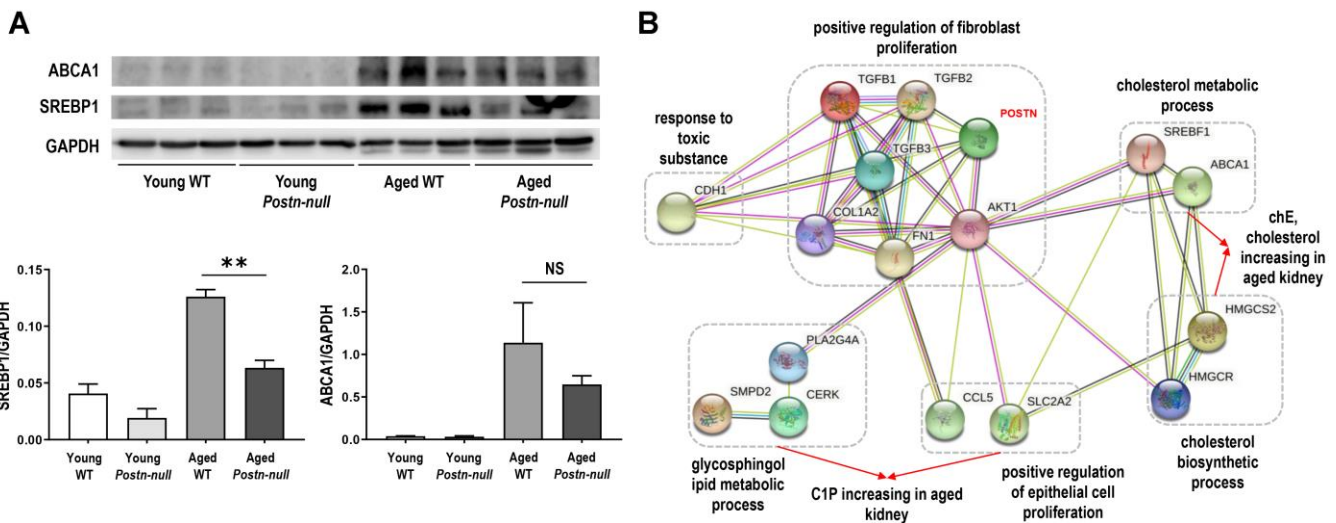 A
ABCA1
SREBP1
GAPDH
Young WT
Young
Postn-null
Aged WT
Aged
Postn-null
SREBP1/GAPDH
0.15
0.10
0.05
0.00
**
Young
WT
Young
Postn-null
Aged
WT
Aged
Postn-null
ABCA1/GAPDH
2.0
1.5
1.0
0.5
0.0
NS
Young
WT
Young
Postn-null
Aged
WT
Aged
Postn-null
B
positive regulation of fibroblast
proliferation
TGFB1
TGFB2
POSTN
TGFB3
COL1A2
FN1
AKT1
response to
toxic
substance
CDH1
cholesterol metabolic
process
SREBF1
ABCA1
chE,
cholesterol
increasing in
aged kidney
HMGCS2
HMGCR
cholesterol
biosynthetic
process
PLA2G4A
SMPD2
CERK
glycosphingol
ipid metabolic
process
CCL5
SLC2A2
positive regulation
of epithelial cell
proliferation
C1P increasing in aged
kidney